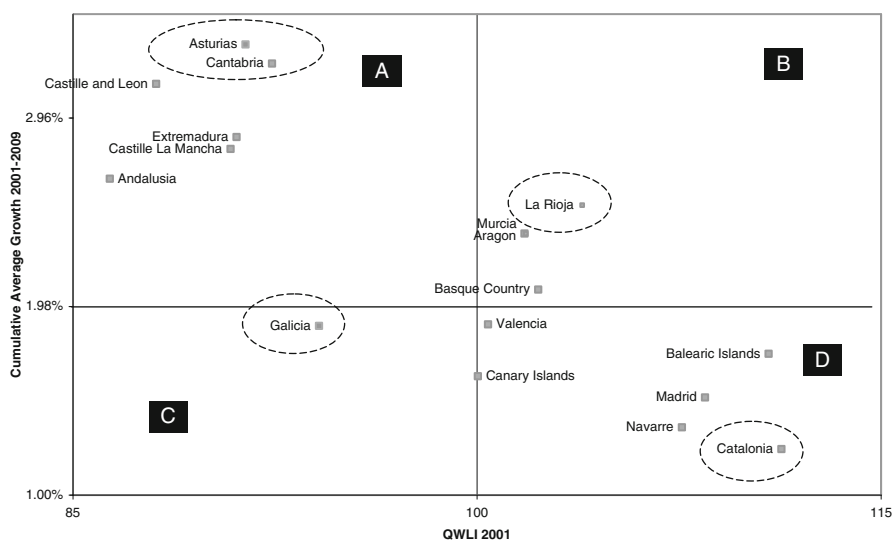 Asturias
Cantabria
A
B
Castille and Leon
2.96%
Extremadura
Castille La Mancha
Andalusia
La Rioja
Murcia
Aragon
Basque Country
1.98%
Galicia
Valencia
Balearic Islands
D
Canary Islands
Madrid
C
Navarre
Catalonia
1.00%
85
100
115
QWLI 2001
Cumulative Average Growth 2001-2009